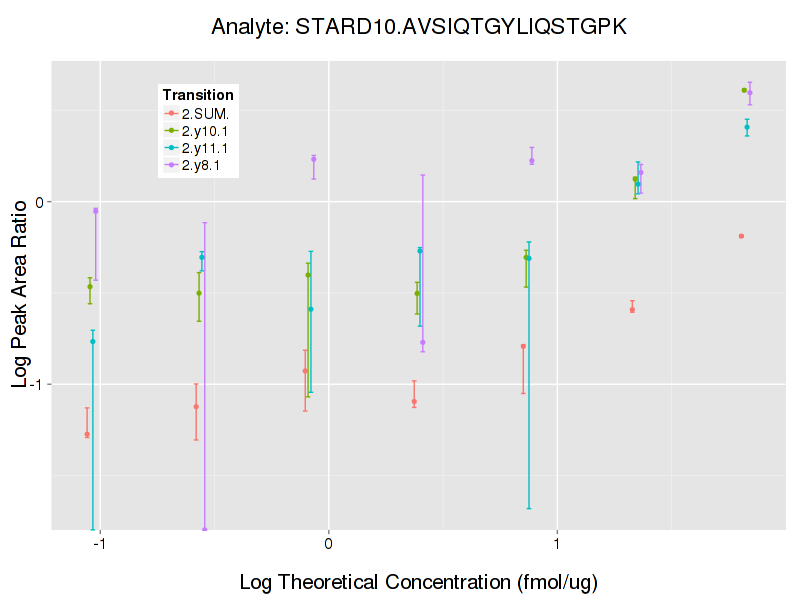 Analyte: STARD10.AVSIQTGYLIQSTGPK
Transition
2.SUM.
2.y10.1
2.y11.1
2.y8.1
Log Peak Area Ratio
0
-1
-1
0
1
Log Theoretical Concentration (fmol/ug)